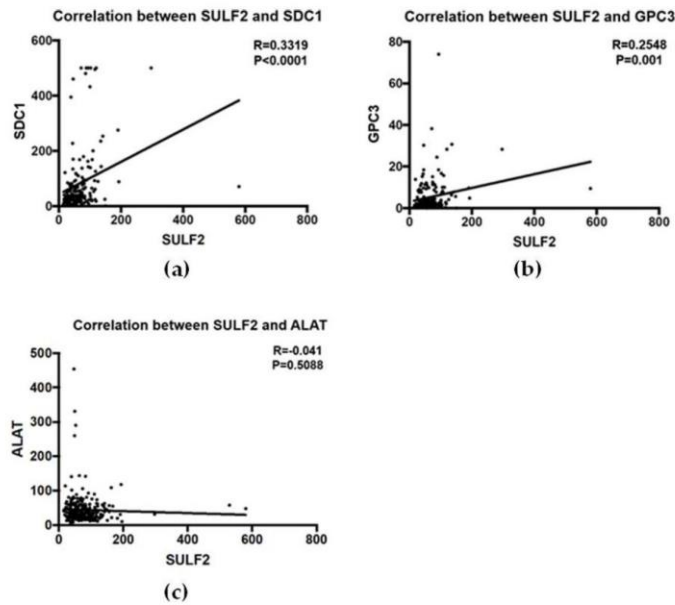 Correlation between SULF2 and SDC1
R=0.3319
P<0.0001
600
400
200
0
SDC1
0 200 400 600 800
SULF2
(a)
Correlation between SULF2 and GPC3
R=0.2548
P=0.001
80
60
40
20
0
GPC3
0 200 400 600 800
SULF2
(b)
Correlation between SULF2 and ALAT
R=-0.041
P=0.5088
500
400
300
200
100
0
ALAT
0 200 400 600 800
SULF2
(c)